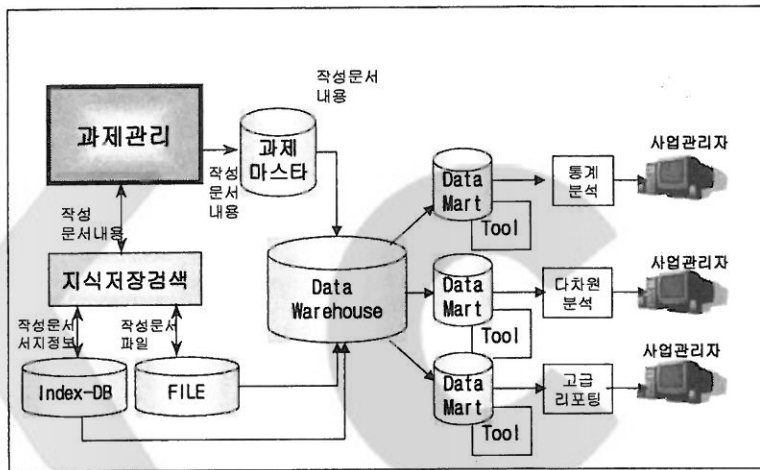 작성문서
내용
과제관리
과제
마스타
작성
문서
내용
사업관리자
Data
Mart
Tool
통계
분석
작성
문서내용
지식저장검색
Data
Warehouse
사업관리자
Data
Mart
Tool
다차원
분석
작성문서
서지정보
작성문서
파일
Index-DB
FILE
사업관리자
Data
Mart
Tool
고급
리포팅